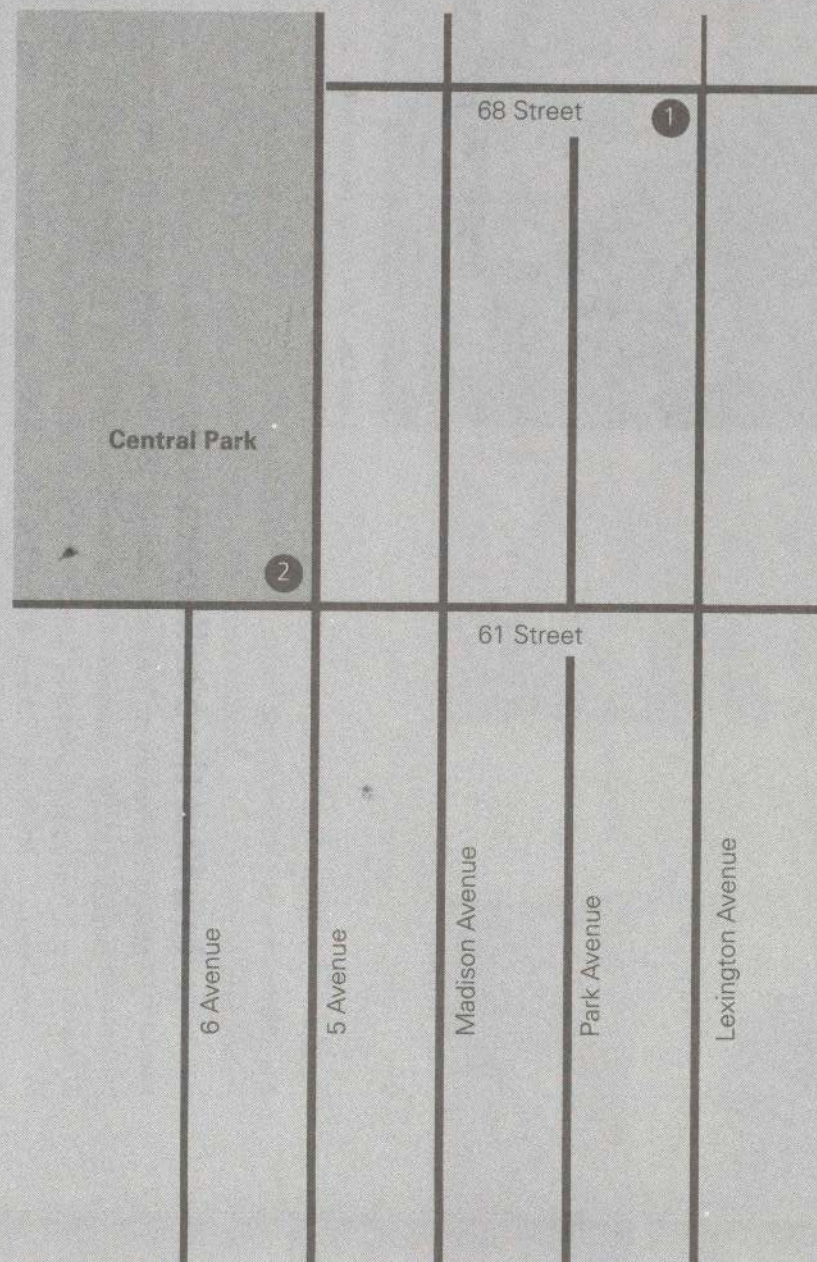 68 Street
1
Central Park
2
61 Street
6 Avenue
5 Avenue
Madison Avenue
Park Avenue
Lexington Avenue